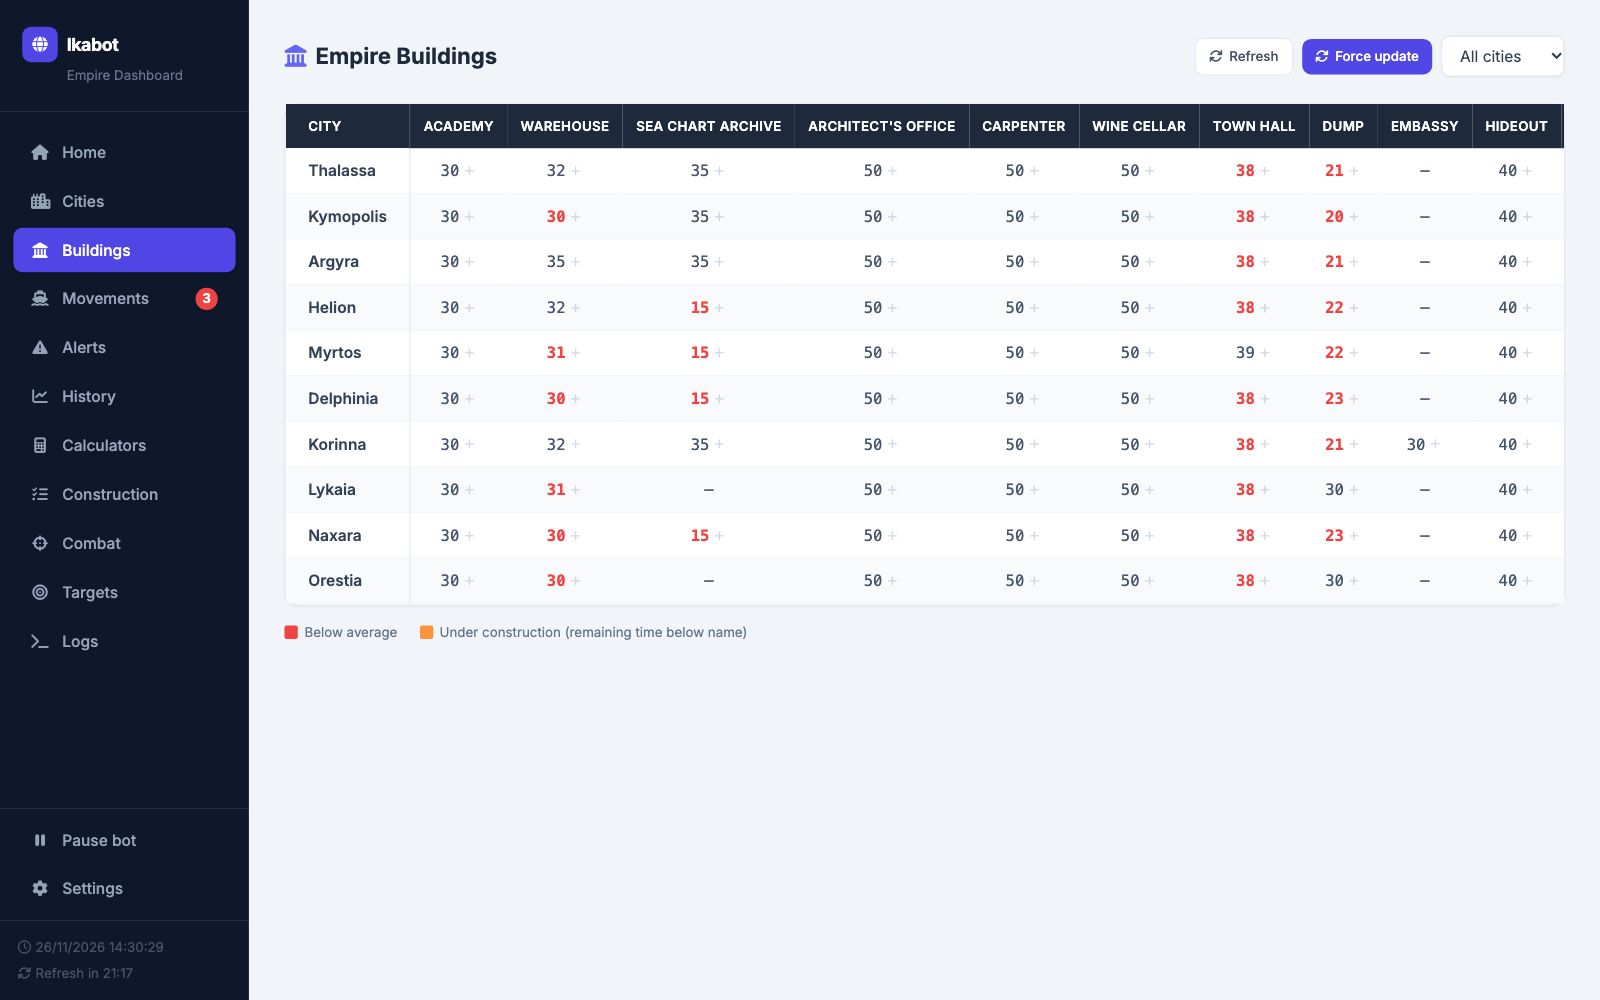 Ikabot
Empire Dashboard
Home
Cities
Buildings
Movements 3
Alerts
History
Calculators
Construction
Combat
Targets
Logs
Pause bot
Settings
26/11/2026 14:30:29
Refresh in 21:17
Empire Buildings
Refresh
Force update
All cities
CITY ACADEMY WAREHOUSE SEA CHART ARCHIVE ARCHITECT'S OFFICE CARPENTER WINE CELLAR TOWN HALL DUMP EMBASSY HIDEOUT
Thalassa 30 + 32 + 35 + 50 + 50 + 50 + 38 + 21 + – 40 +
Kymopolis 30 + 30 + 35 + 50 + 50 + 50 + 38 + 20 + – 40 +
Argyra 30 + 35 + 35 + 50 + 50 + 50 + 38 + 21 + – 40 +
Helion 30 + 32 + 15 + 50 + 50 + 50 + 38 + 22 + – 40 +
Myrtos 30 + 31 + 15 + 50 + 50 + 50 + 39 + 22 + – 40 +
Delphinia 30 + 30 + 15 + 50 + 50 + 50 + 38 + 23 + – 40 +
Korinna 30 + 32 + 35 + 50 + 50 + 50 + 38 + 21 + 30 + 40 +
Lykaia 30 + 31 + – 50 + 50 + 50 + 38 + 30 + – 40 +
Naxara 30 + 30 + 15 + 50 + 50 + 50 + 38 + 23 + – 40 +
Orestia 30 + 30 + – 50 + 50 + 50 + 38 + 30 + – 40 +
Below average
Under construction (remaining time below name)